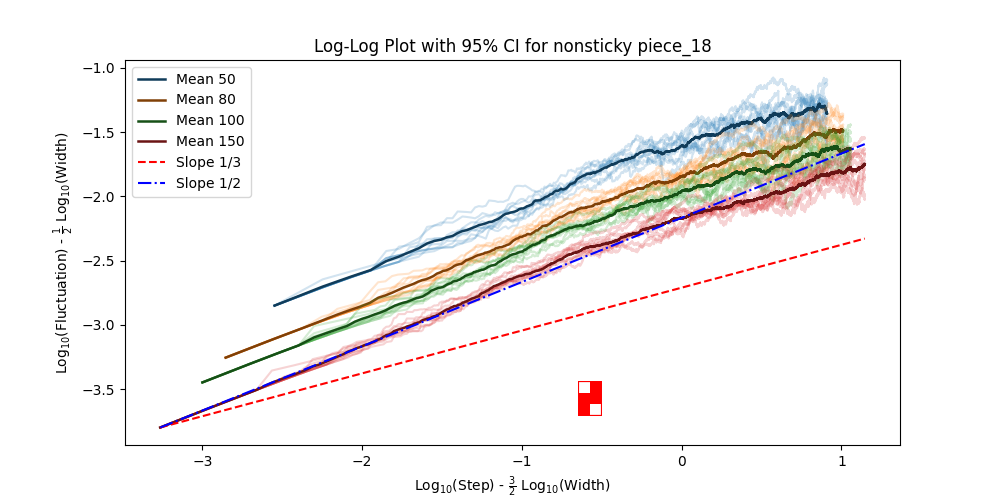 Log-Log Plot with 95% CI for nonsticky piece_18
Log₁₀(Fluctuation) - ½ Log₁₀(Width)
−1.0
−1.5
−2.0
−2.5
−3.0
−3.5
Mean 50
Mean 80
Mean 100
Mean 150
Slope 1/3
Slope 1/2
−3 −2 −1 0 1
Log₁₀(Step) - 3/2 Log₁₀(Width)